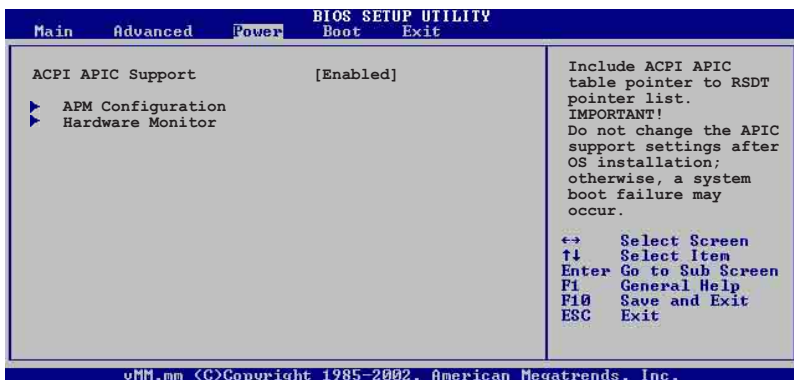 BIOS SETUP UTILITY
Main Advanced Power Boot Exit
ACPI APIC Support [Enabled]
APM Configuration
Hardware Monitor
Include ACPI APIC
table pointer to RSDT
pointer list.
IMPORTANT!
Do not change the APIC
support settings after
OS installation;
otherwise, a system
boot failure may
occur.
↔ Select Screen
↑↓ Select Item
Enter Go to Sub Screen
F1 General Help
F10 Save and Exit
ESC Exit
vMM.mm (C)Copyright 1985-2002, American Megatrends, Inc.